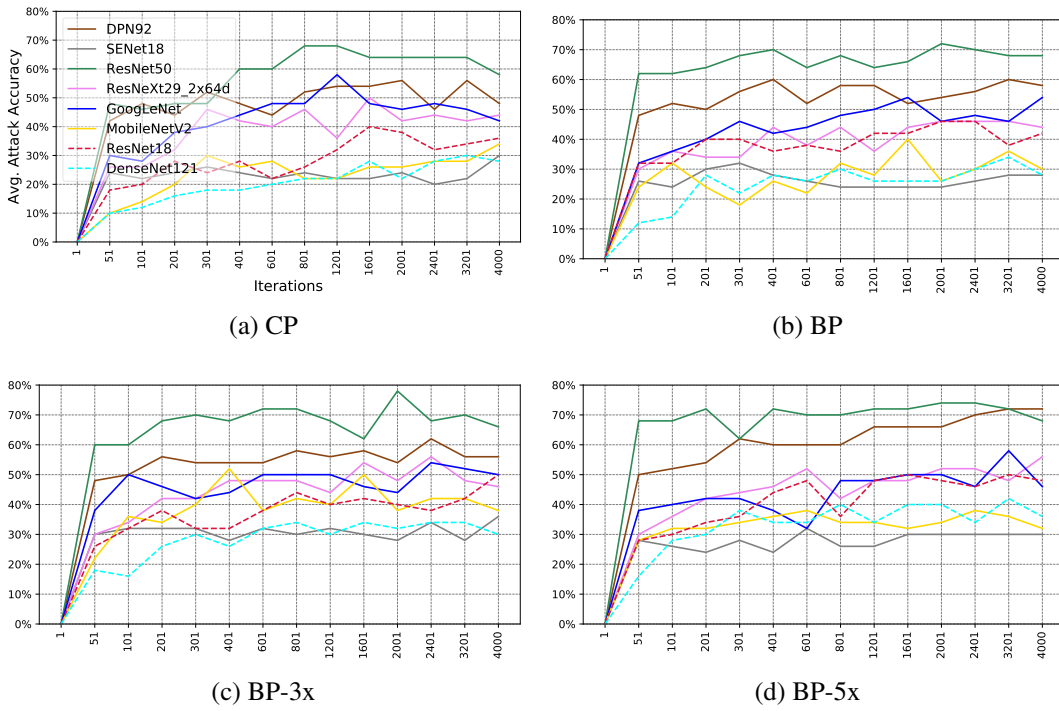 80%
70%
60%
50%
40%
30%
20%
10%
0%
Avg. Attack Accuracy
DPN92
SENet18
ResNet50
ResNeXt29_2x64d
GoogLeNet
MobileNetV2
ResNet18
DenseNet121
1 51 101 201 301 401 601 801 1201 1601 2001 2401 3201 4000
Iterations
(a) CP
80%
70%
60%
50%
40%
30%
20%
10%
0%
1 51 101 201 301 401 601 801 1201 1601 2001 2401 3201 4000
(b) BP
80%
70%
60%
50%
40%
30%
20%
10%
0%
1 51 101 201 301 401 601 801 1201 1601 2001 2401 3201 4000
(c) BP-3x
80%
70%
60%
50%
40%
30%
20%
10%
0%
1 51 101 201 301 401 601 801 1201 1601 2001 2401 3201 4000
(d) BP-5x